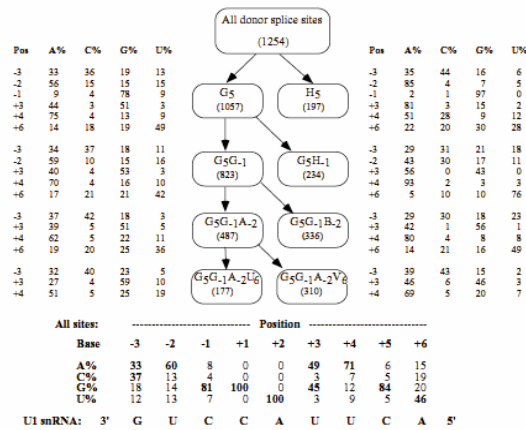 Pos A% C% G% U%
-3 33 36 19 13
-2 56 15 15 15
-1 9 4 78 9
+3 44 3 51 3
+4 75 4 13 9
+6 14 18 19 49
-3 34 37 18 11
-2 59 10 15 16
+3 40 4 53 3
+4 70 4 16 10
+6 17 21 21 42
-3 37 42 18 3
+3 39 5 51 5
+4 62 5 22 11
+6 19 20 25 36
-3 32 40 23 5
+3 27 4 59 10
+4 51 5 25 19
All donor splice sites
(1254)
G5
(1057)
H5
(197)
G5G-1
(823)
G5H-1
(234)
G5G-1A-2
(487)
G5G-1B-2
(336)
G5G-1A-2U6
(177)
G5G-1A-2V6
(310)
Pos A% C% G% U%
-3 35 44 16 6
-2 85 4 7 5
-1 2 1 97 0
+3 81 3 15 2
+4 51 28 9 12
+6 22 20 30 28
-3 29 31 21 18
-2 43 30 17 11
+3 56 0 43 0
+4 93 2 3 3
+6 5 10 10 76
-3 29 30 18 23
+3 42 1 56 1
+4 80 4 8 8
+6 14 21 16 49
-3 39 43 15 2
+3 46 6 46 3
+4 69 5 20 7
All sites: Position
Base -3 -2 -1 +1 +2 +3 +4 +5 +6
A% 33 60 8 0 0 49 71 6 15
C% 37 13 4 0 0 3 7 5 19
G% 18 14 81 100 0 45 12 84 20
U% 12 13 7 0 100 3 9 5 46
U1 snRNA: 3' G U C C A U U C A 5'